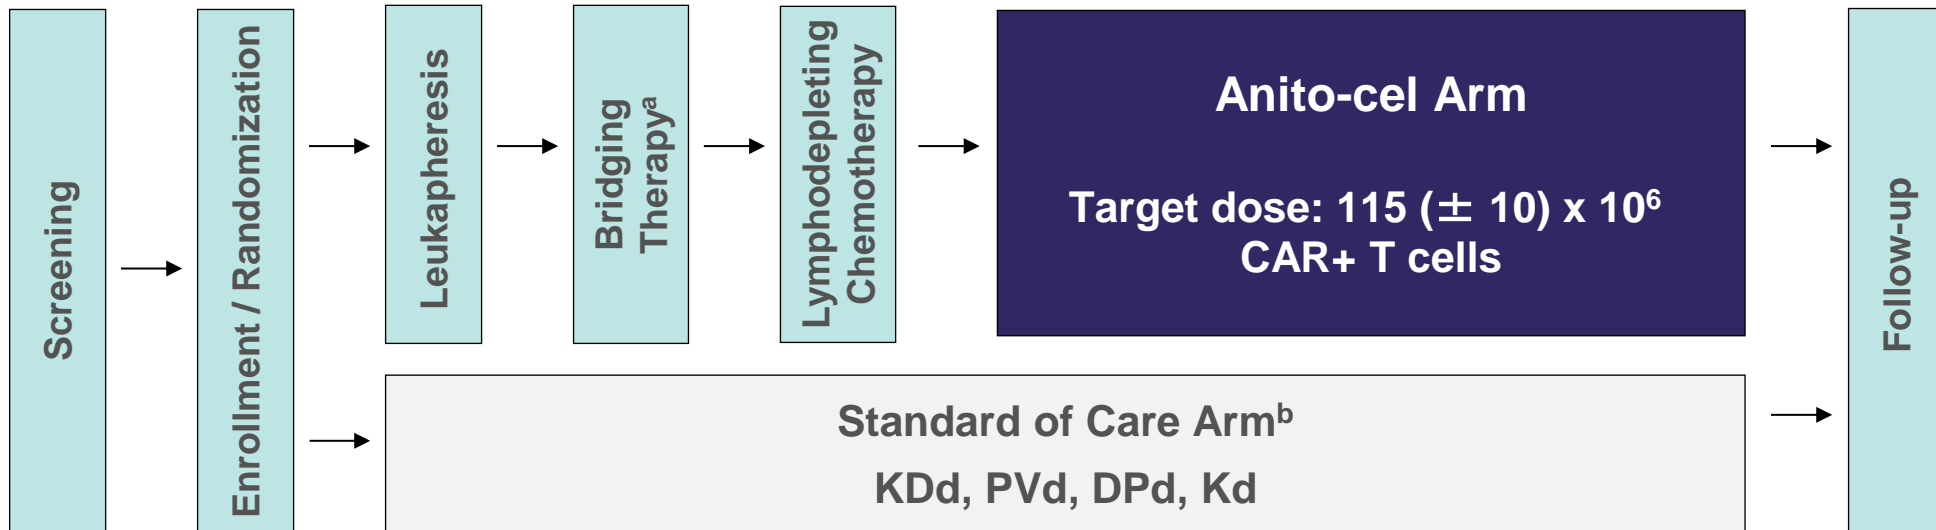 Screening
Enrollment / Randomization
Leukapheresis
Bridging
Therapyᵃ
Lymphodepleting
Chemotherapy
Anito-cel Arm
Target dose: 115 (± 10) x 10⁶
CAR+ T cells
Standard of Care Armᵇ
KDd, PVd, DPd, Kd
Follow-up